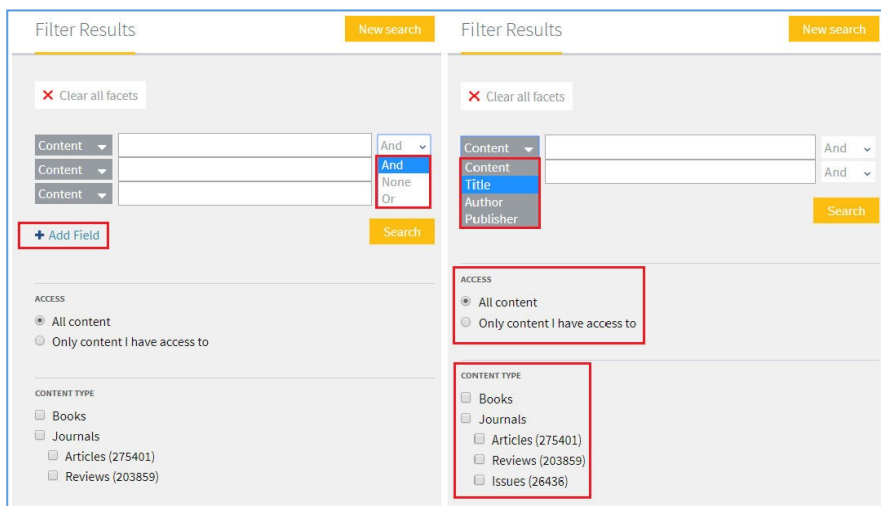 Filter Results
New search
✕ Clear all facets
Content
And
Content
And
None
Content
Or
+ Add Field
Search
ACCESS
All content
Only content I have access to
CONTENT TYPE
Books
Journals
Articles (275401)
Reviews (203859)
Filter Results
New search
✕ Clear all facets
Content
And
Content
And
Title
Author
Publisher
Search
ACCESS
All content
Only content I have access to
CONTENT TYPE
Books
Journals
Articles (275401)
Reviews (203859)
Issues (26436)